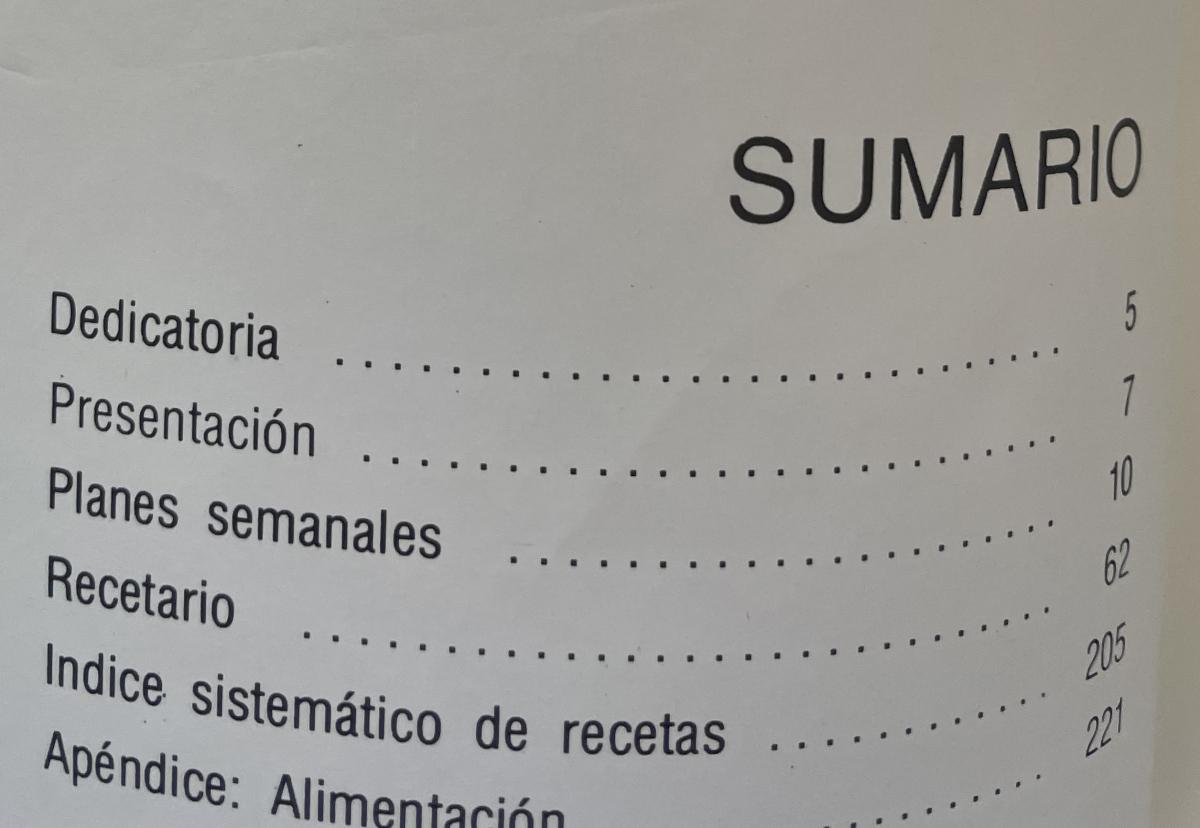 SUMARIO
Dedicatoria ........................ 5
Presentación ........................ 7
Planes semanales ................... 10
Recetario .......................... 62
Indice sistemático de recetas .......... 205
Apéndice: Alimentación ........ 221